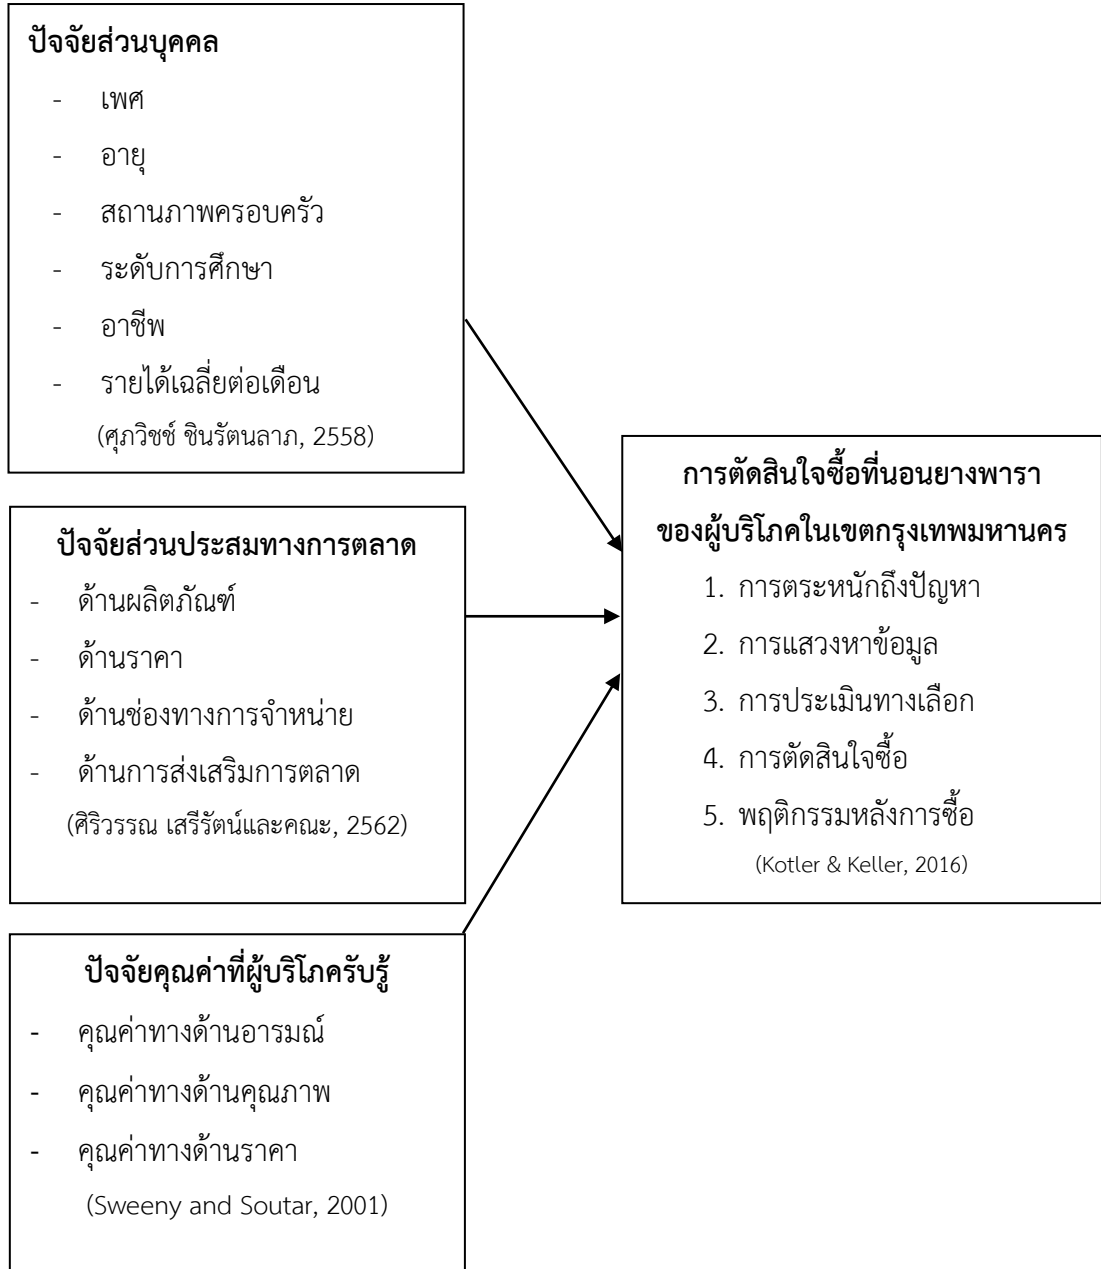 ปัจจัยส่วนบุคคล
- เพศ
- อายุ
- สถานภาพครอบครัว
- ระดับการศึกษา
- อาชีพ
- รายได้เฉลี่ยต่อเดือน
(ศุภวิชช์ ชินรัตนลาภ, 2558)
ปัจจัยส่วนประสมทางการตลาด
- ด้านผลิตภัณฑ์
- ด้านราคา
- ด้านช่องทางการจำหน่าย
- ด้านการส่งเสริมการตลาด
(ศิริวรรณ เสรีรัตน์และคณะ, 2562)
ปัจจัยคุณค่าที่ผู้บริโภครับรู้
- คุณค่าทางด้านอารมณ์
- คุณค่าทางด้านคุณภาพ
- คุณค่าทางด้านราคา
(Sweeny and Soutar, 2001)
การตัดสินใจซื้อที่นอนยางพารา
ของผู้บริโภคในเขตกรุงเทพมหานคร
1. การตระหนักถึงปัญหา
2. การแสวงหาข้อมูล
3. การประเมินทางเลือก
4. การตัดสินใจซื้อ
5. พฤติกรรมหลังการซื้อ
(Kotler & Keller, 2016)